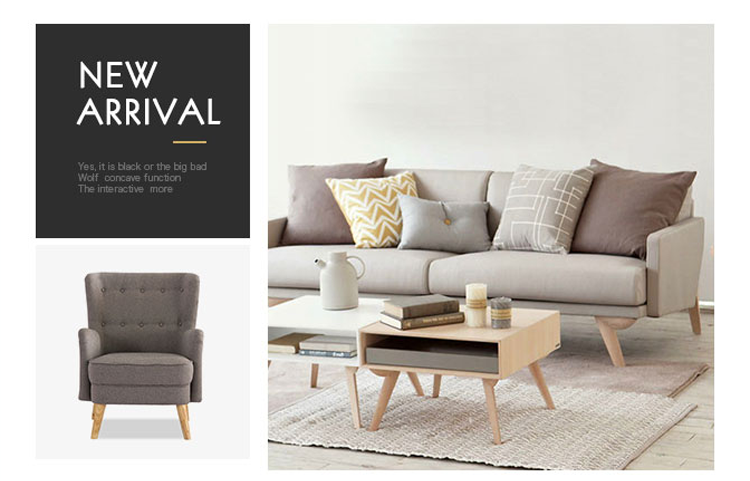 NEW
ARRIVAL
Yes, it is black or the big bad
Wolf concave function
The interactive more